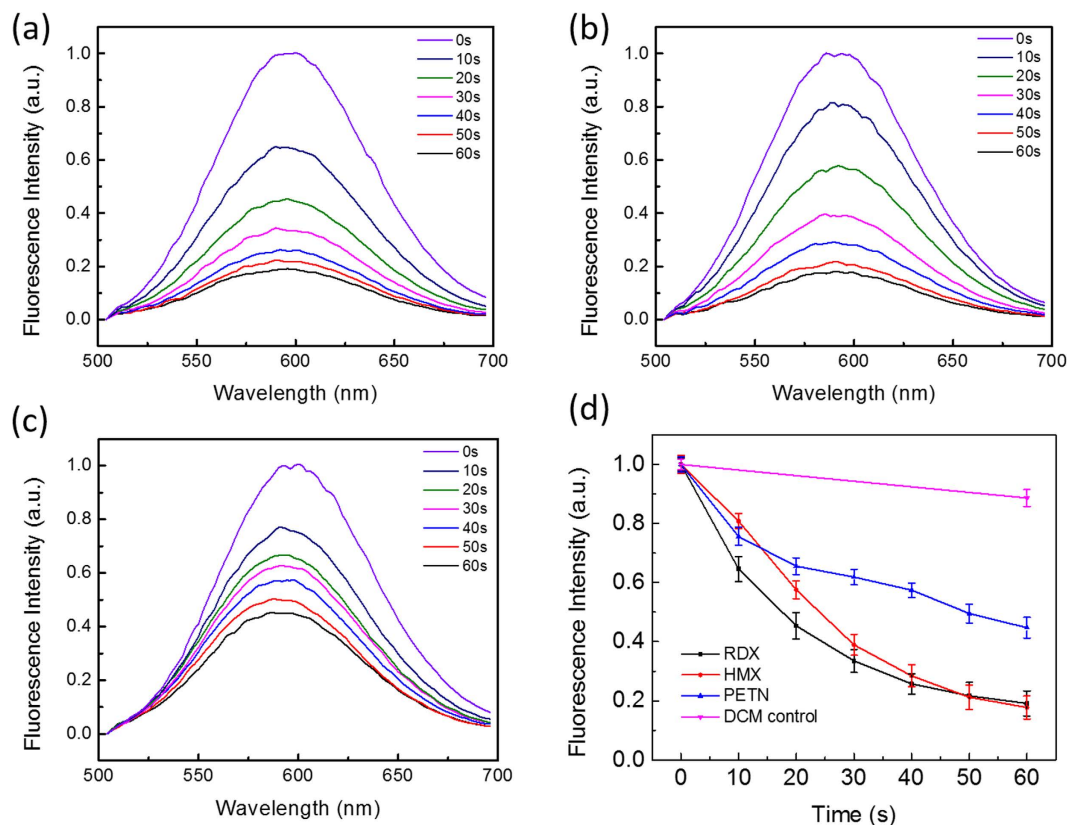 (a)
Fluorescence Intensity (a.u.)
1.0
0.8
0.6
0.4
0.2
0.0
0s
10s
20s
30s
40s
50s
60s
500 550 600 650 700
Wavelength (nm)
(b)
Fluorescence Intensity (a.u.)
1.0
0.8
0.6
0.4
0.2
0.0
0s
10s
20s
30s
40s
50s
60s
500 550 600 650 700
Wavelength (nm)
(c)
Fluorescence Intensity (a.u.)
1.0
0.8
0.6
0.4
0.2
0.0
0s
10s
20s
30s
40s
50s
60s
500 550 600 650 700
Wavelength (nm)
(d)
Fluorescence Intensity (a.u.)
1.0
0.8
0.6
0.4
0.2
0.0
RDX
HMX
PETN
DCM control
0 10 20 30 40 50 60
Time (s)